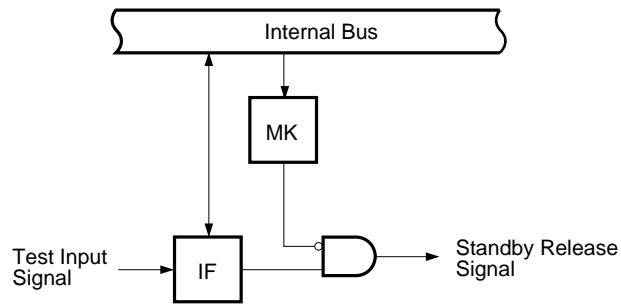 Internal Bus
MK
Test Input
Signal
IF
Standby Release
Signal